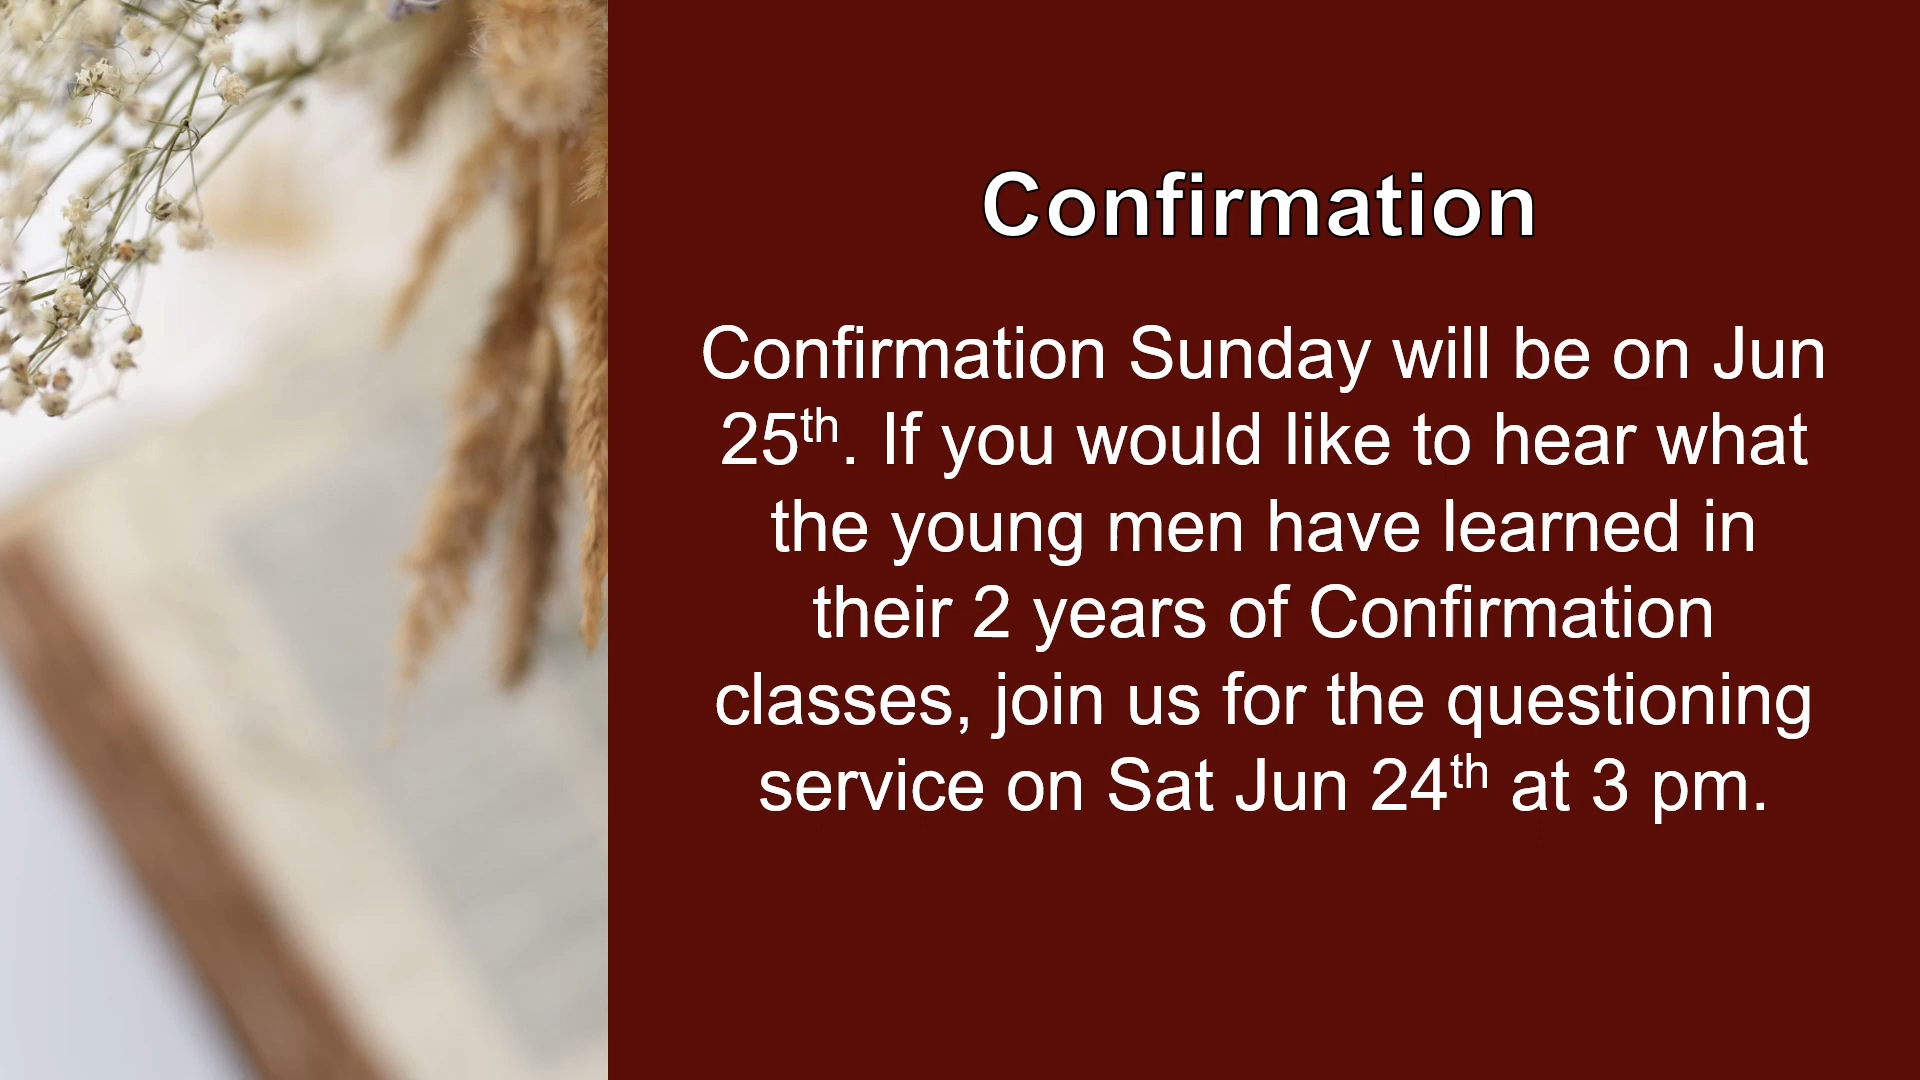 Confirmation
Confirmation Sunday will be on Jun
25th. If you would like to hear what
the young men have learned in
their 2 years of Confirmation
classes, join us for the questioning
service on Sat Jun 24th at 3 pm.